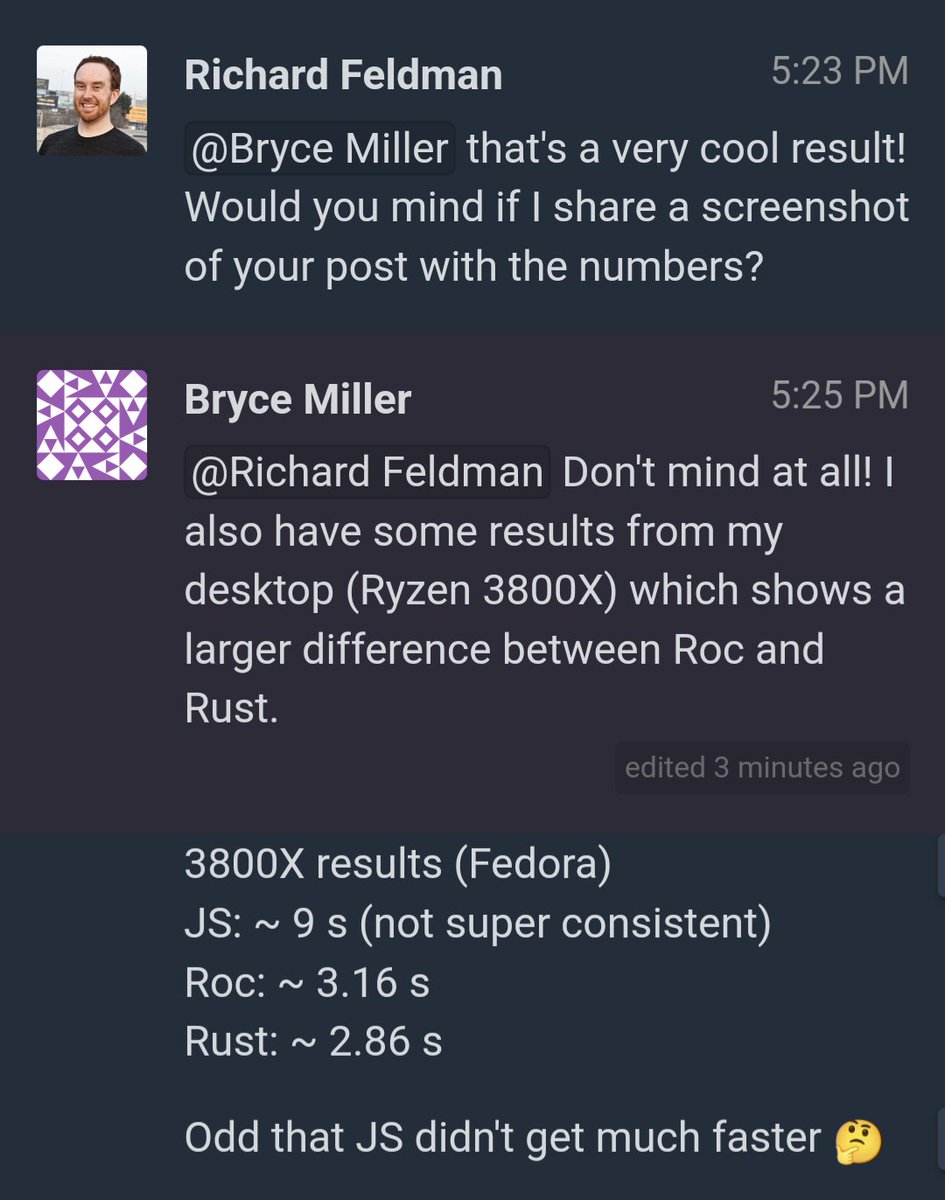 Richard Feldman
5:23 PM
@Bryce Miller that's a very cool result!
Would you mind if I share a screenshot
of your post with the numbers?
Bryce Miller
5:25 PM
@Richard Feldman Don't mind at all! I
also have some results from my
desktop (Ryzen 3800X) which shows a
larger difference between Roc and
Rust.
edited 3 minutes ago
3800X results (Fedora)
JS: ~ 9 s (not super consistent)
Roc: ~ 3.16 s
Rust: ~ 2.86 s
Odd that JS didn't get much faster 🤔